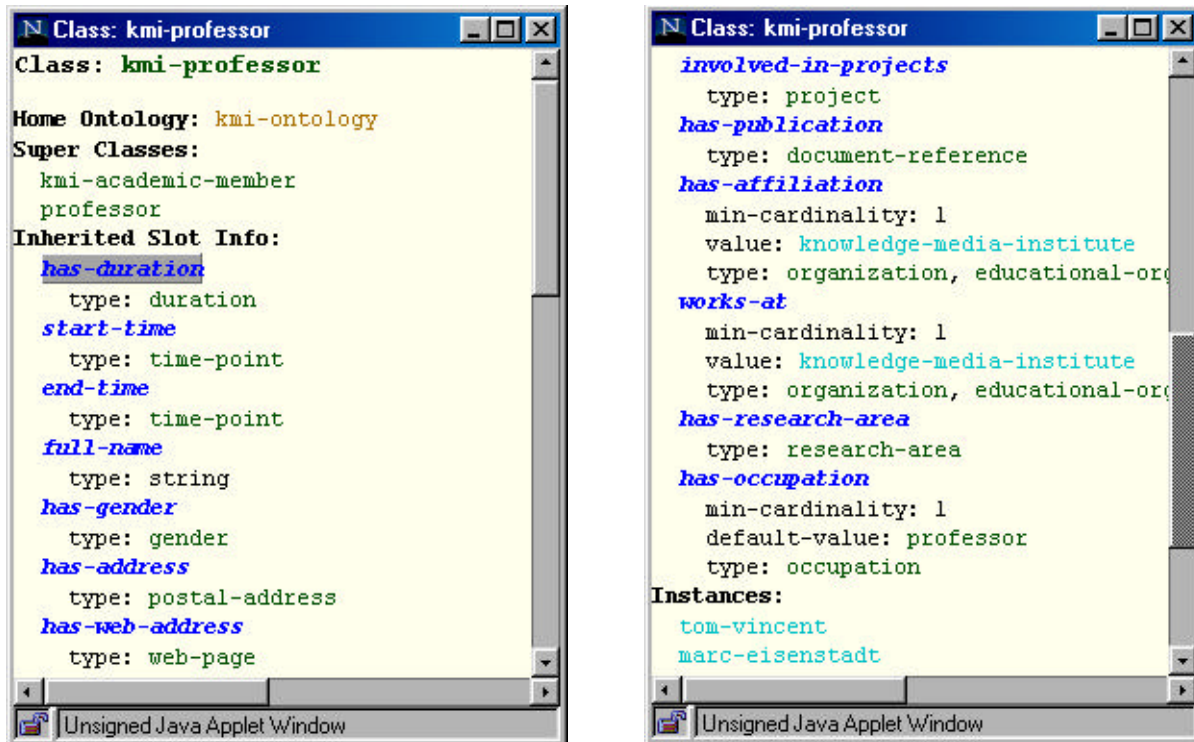 Class: kmi-professor
Class: kmi-professor
Home Ontology: kmi-ontology
Super Classes:
kmi-academic-member
professor
Inherited Slot Info:
has-duration
type: duration
start-time
type: time-point
end-time
type: time-point
full-name
type: string
has-gender
type: gender
has-address
type: postal-address
has-web-address
type: web-page
Unsigned Java Applet Window
Class: kmi-professor
involved-in-projects
type: project
has-publication
type: document-reference
has-affiliation
min-cardinality: 1
value: knowledge-media-institute
type: organization, educational-org
works-at
min-cardinality: 1
value: knowledge-media-institute
type: organization, educational-org
has-research-area
type: research-area
has-occupation
min-cardinality: 1
default-value: professor
type: occupation
Instances:
tom-vincent
marc-eisenstadt
Unsigned Java Applet Window